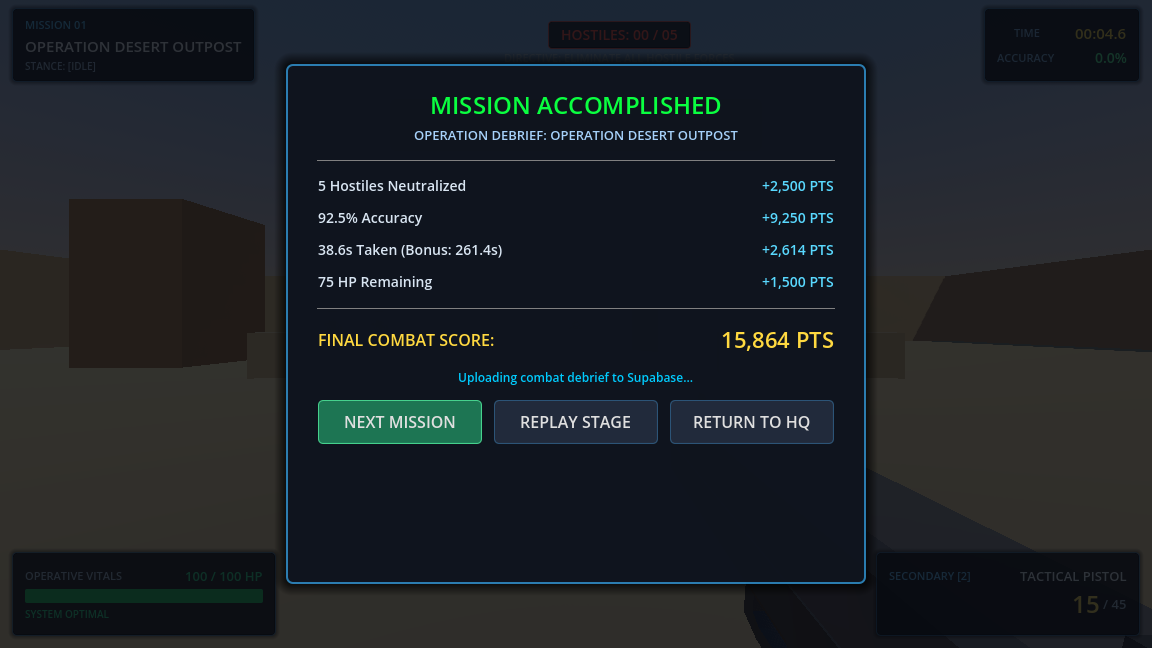 MISSION 01
OPERATION DESERT OUTPOST
STANCE: [IDLE]
HOSTILES: 00 / 05
TIME 00:04.6
ACCURACY 0.0%
MISSION ACCOMPLISHED
OPERATION DEBRIEF: OPERATION DESERT OUTPOST
5 Hostiles Neutralized +2,500 PTS
92.5% Accuracy +9,250 PTS
38.6s Taken (Bonus: 261.4s) +2,614 PTS
75 HP Remaining +1,500 PTS
FINAL COMBAT SCORE: 15,864 PTS
Uploading combat debrief to Supabase...
NEXT MISSION REPLAY STAGE RETURN TO HQ
OPERATIVE VITALS 100 / 100 HP
SYSTEM OPTIMAL
SECONDARY [2] TACTICAL PISTOL
15 / 45